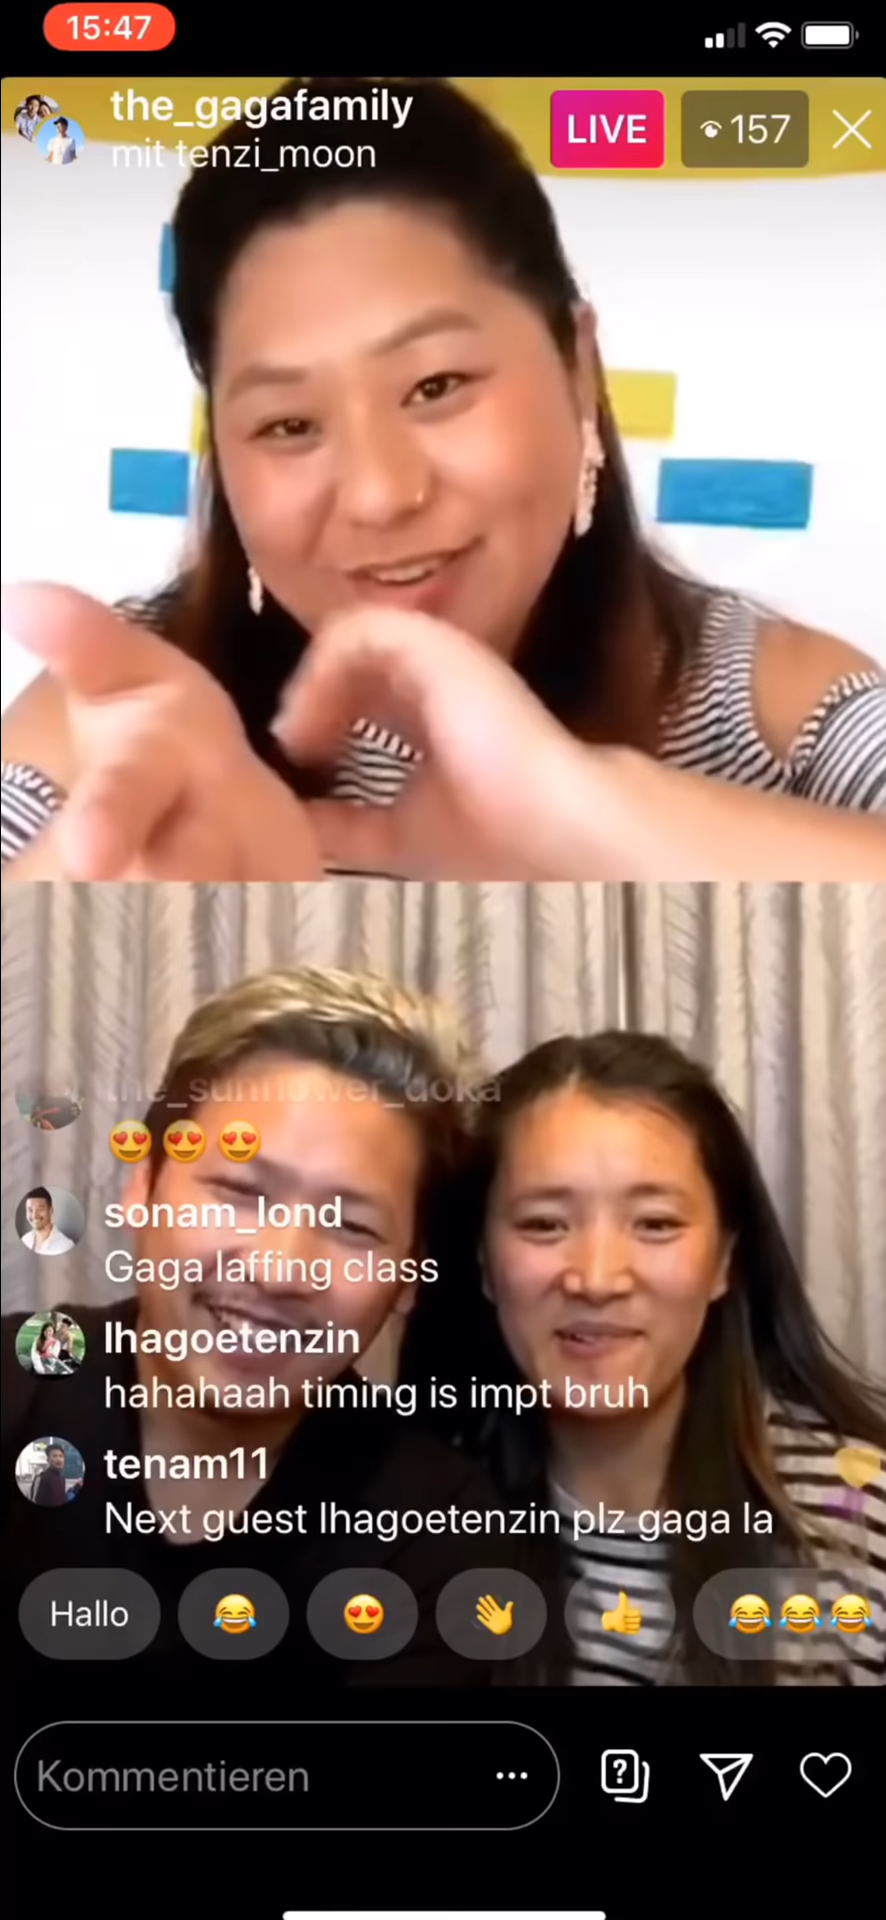 15:47
the_gagafamily
LIVE
157
mit tenzi_moon
the_sunflower_doka
😍 😍 😍
sonam_lond
Gaga laffing class
lhagoetenzin
hahahaah timing is impt bruh
tenam11
Next guest lhagoetenzin plz gaga la
Hallo 😂 😍 👋 👍 😂😂😂
Kommentieren